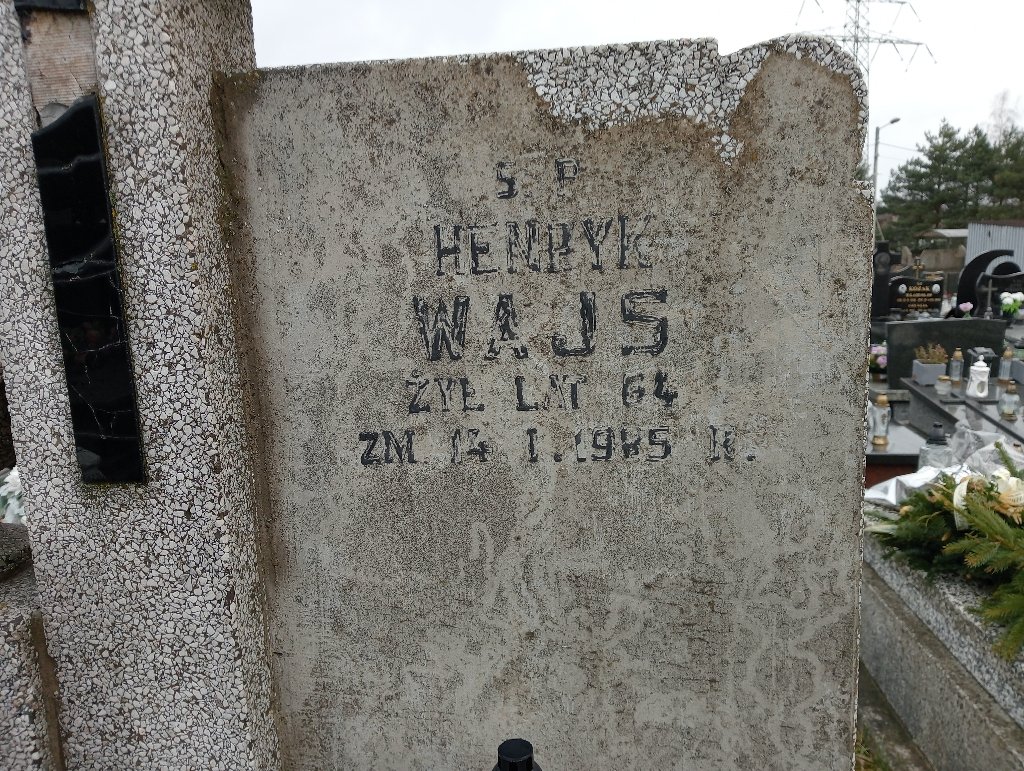 Ś P
HENRYK
WAJS
ŻYŁ LAT 64
ZM. 14 I. 1985 R.